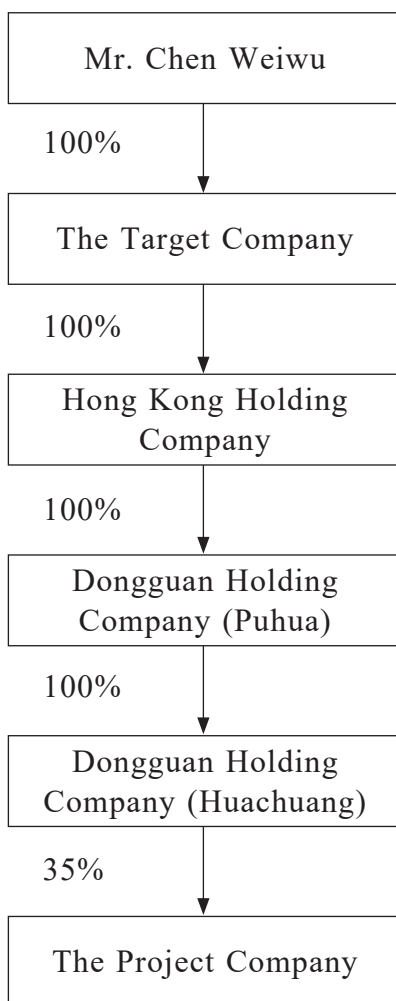 Mr. Chen Weiwu
100%
The Target Company
100%
Hong Kong Holding
Company
100%
Dongguan Holding
Company (Puhua)
100%
Dongguan Holding
Company (Huachuang)
35%
The Project Company